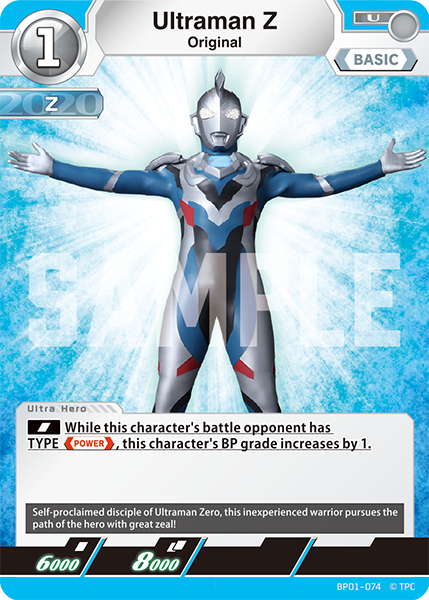 1
Ultraman Z
Original
U
BASIC
2020
Z
SAMPLE
Ultra Hero
While this character's battle opponent has
TYPE POWER, this character's BP grade increases by 1.
Self-proclaimed disciple of Ultraman Zero, this inexperienced warrior pursues the
path of the hero with great zeal!
6000
8000
BP01-074 © TPC